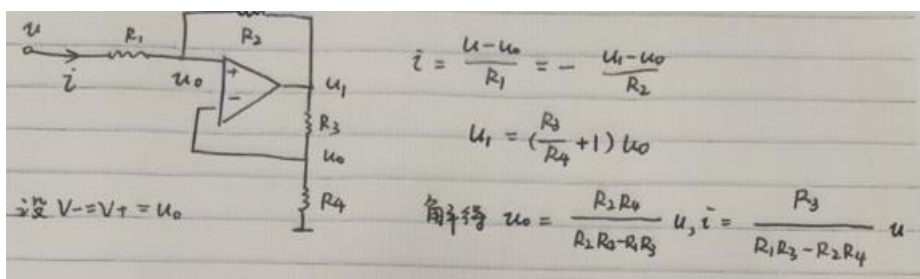 u
R₁
R₂
i
u₀
+
-
u₁
R₃
u₀
R₄
设 V-=V+=u₀
i = (u-u₀)/R₁ = - (u₁-u₀)/R₂
u₁ = (R₃/R₄ + 1) u₀
解得 u₀ = R₂R₄/(R₂R₄-R₁R₃) u, i = R₃/(R₁R₃-R₂R₄) u